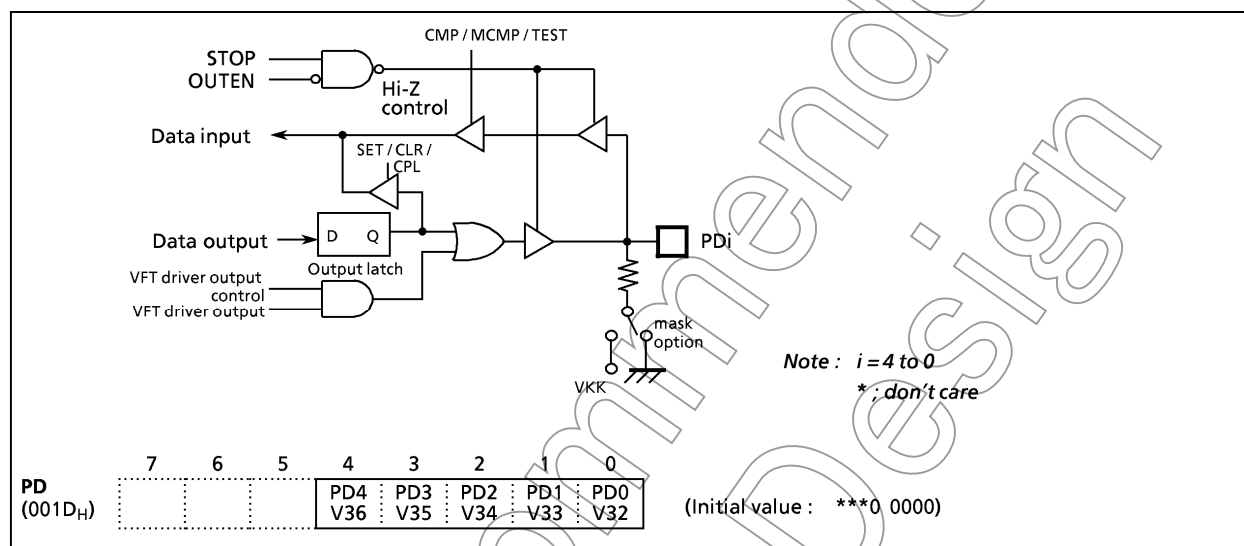 CMP / MCMP / TEST
STOP
OUTEN
Hi-Z
control
Data input
SET / CLR /
CPL
Data output
D Q
PDi
Output latch
VFT driver output
control
VFT driver output
mask
option
VKK
Note : i = 4 to 0
* ; don't care
7 6 5 4 3 2 1 0
PD
(001DH)
PD4 PD3 PD2 PD1 PD0
V36 V35 V34 V33 V32
(Initial value : ***0 0000)
Design